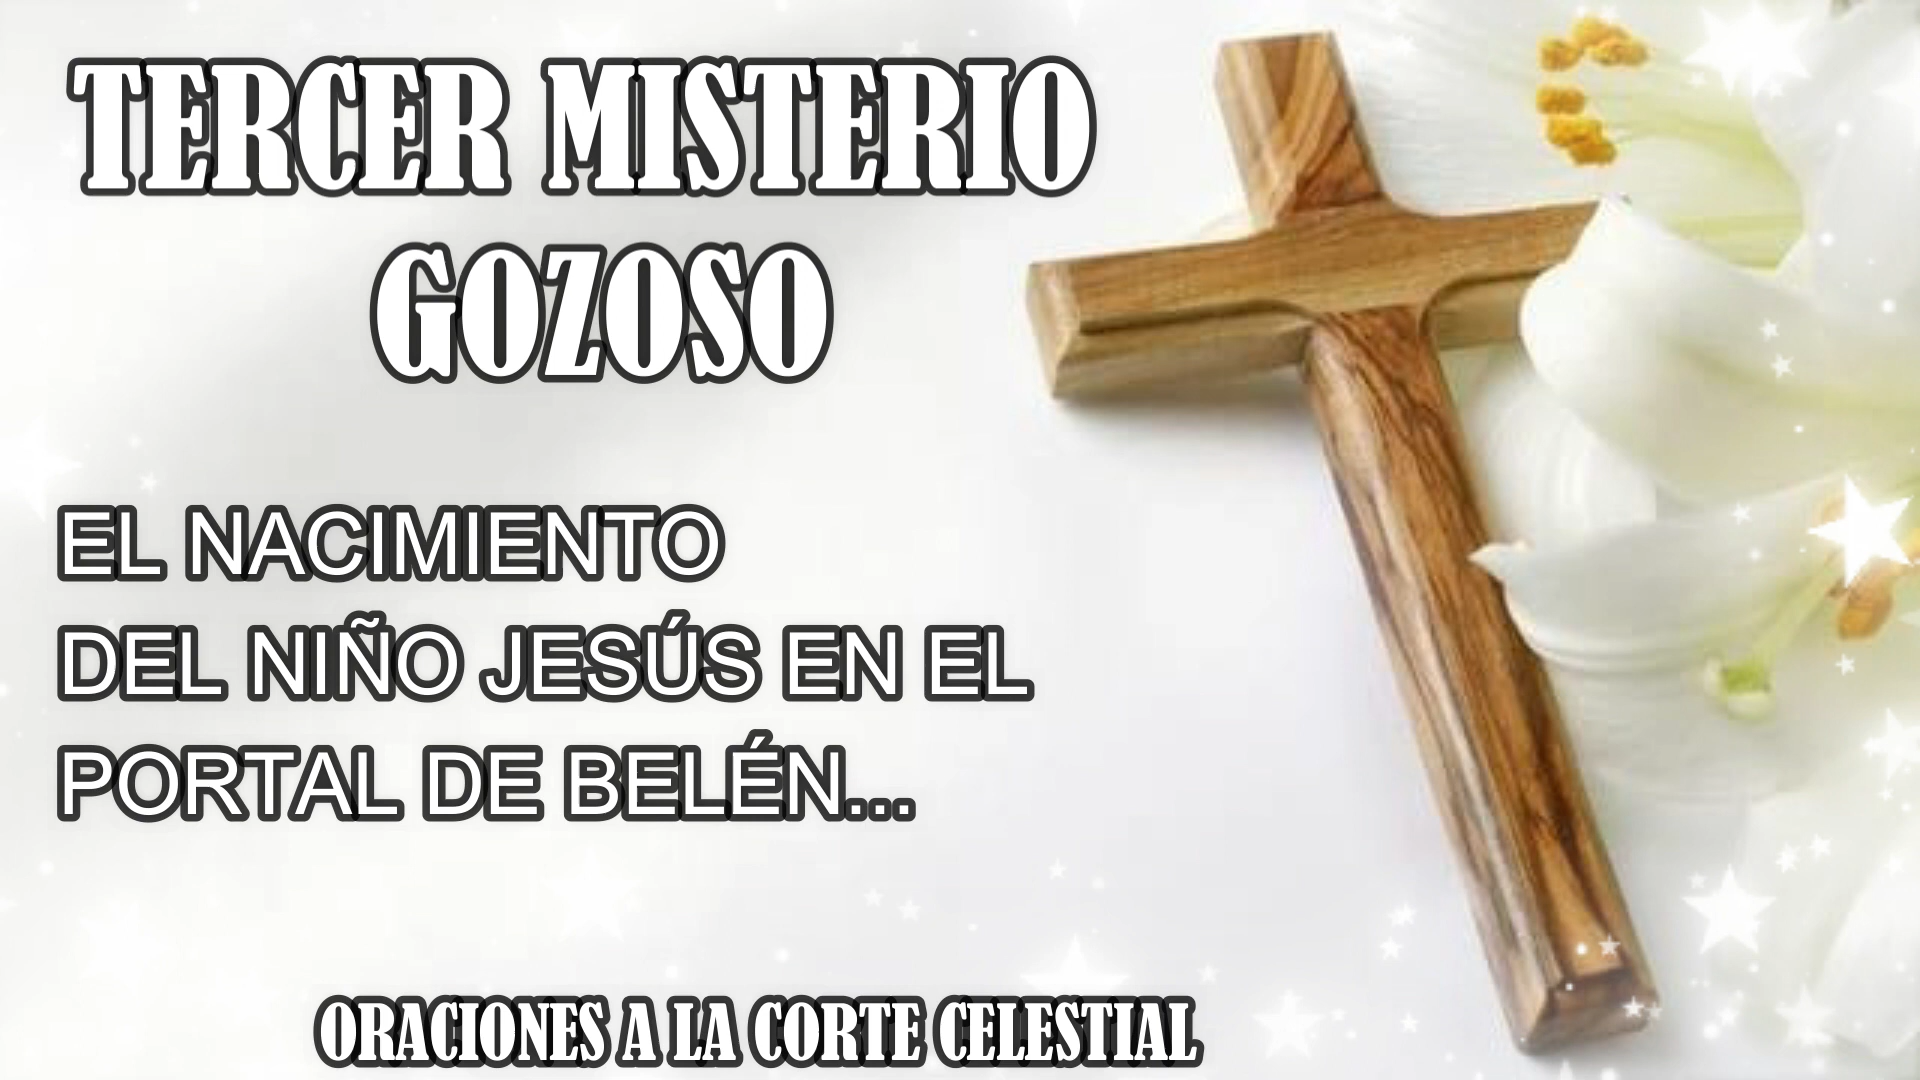 TERCER MISTERIO
GOZOSO
EL NACIMIENTO
DEL NIÑO JESÚS EN EL
PORTAL DE BELÉN...
ORACIONES A LA CORTE CELESTIAL